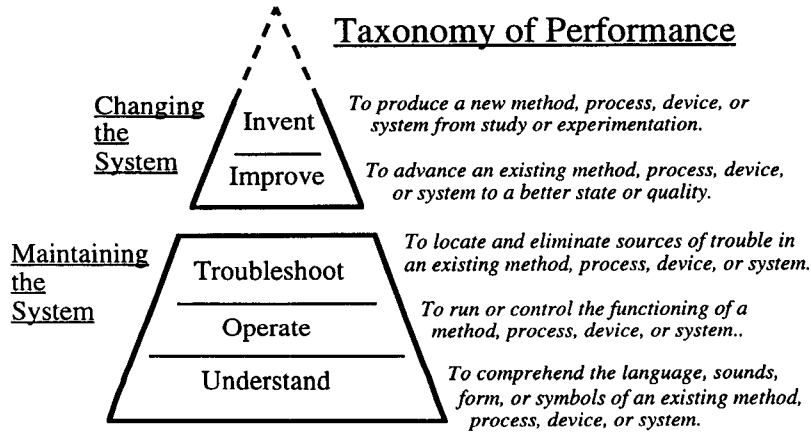 Taxonomy of Performance
Changing
the
System
Invent
To produce a new method, process, device, or
system from study or experimentation.
Improve
To advance an existing method, process, device,
or system to a better state or quality.
Maintaining
the
System
Troubleshoot
To locate and eliminate sources of trouble in
an existing method, process, device, or system.
Operate
To run or control the functioning of a
method, process, device, or system..
Understand
To comprehend the language, sounds,
form, or symbols of an existing method,
process, device, or system.